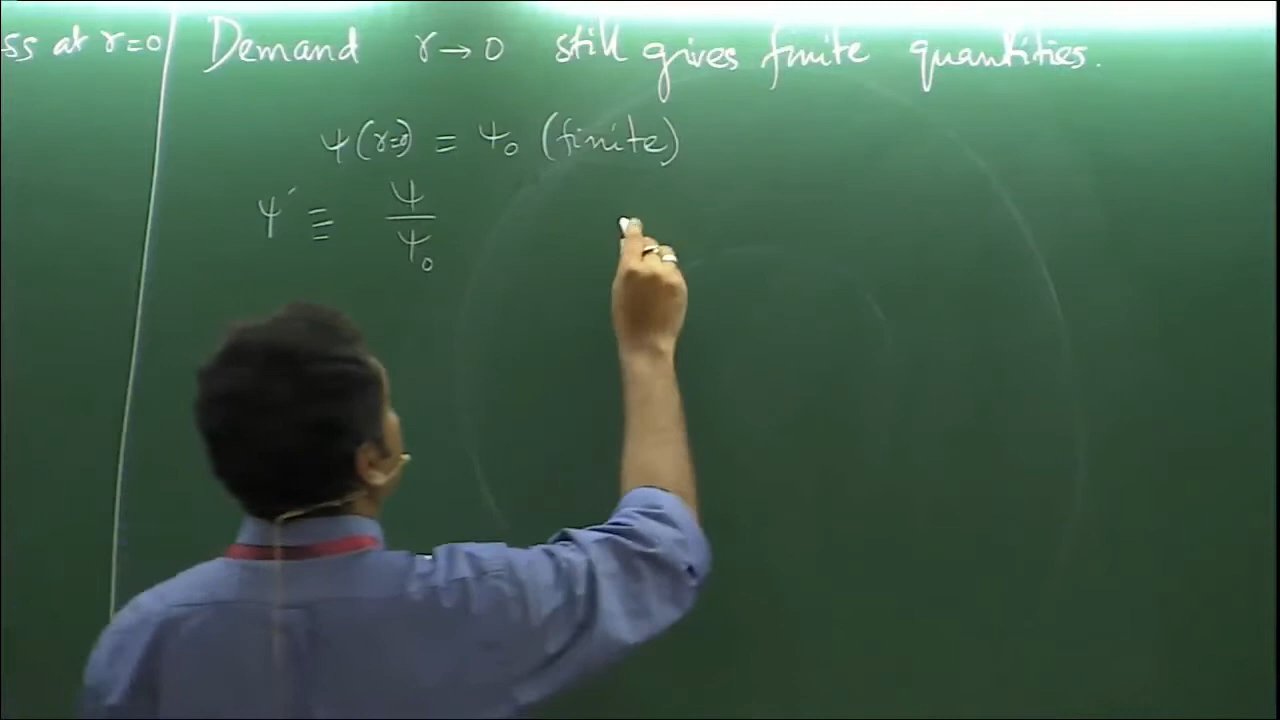 ss at r=0
Demand r→0 still gives finite quantities.
ψ(r=0) = ψ₀ (finite)
ψ′ ≡ ψ/ψ₀